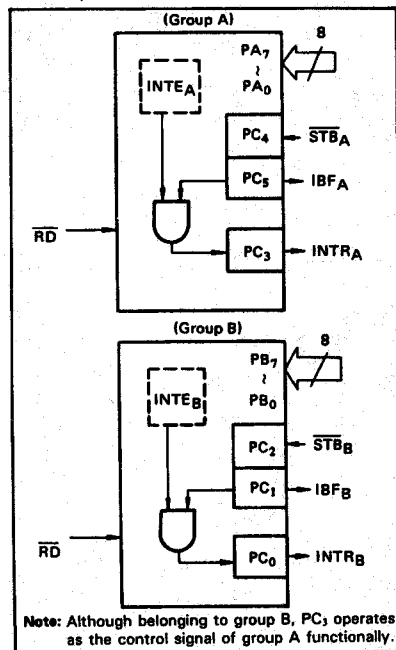 (Group A)
8
PA7
~
PA0
INTEA
PC4
STBA
PC5
IBFA
RD
PC3
INTRA
(Group B)
8
PB7
~
PB0
INTEB
PC2
STBB
PC1
IBFB
RD
PC0
INTRB
Note: Although belonging to group B, PC3 operates
as the control signal of group A functionally.